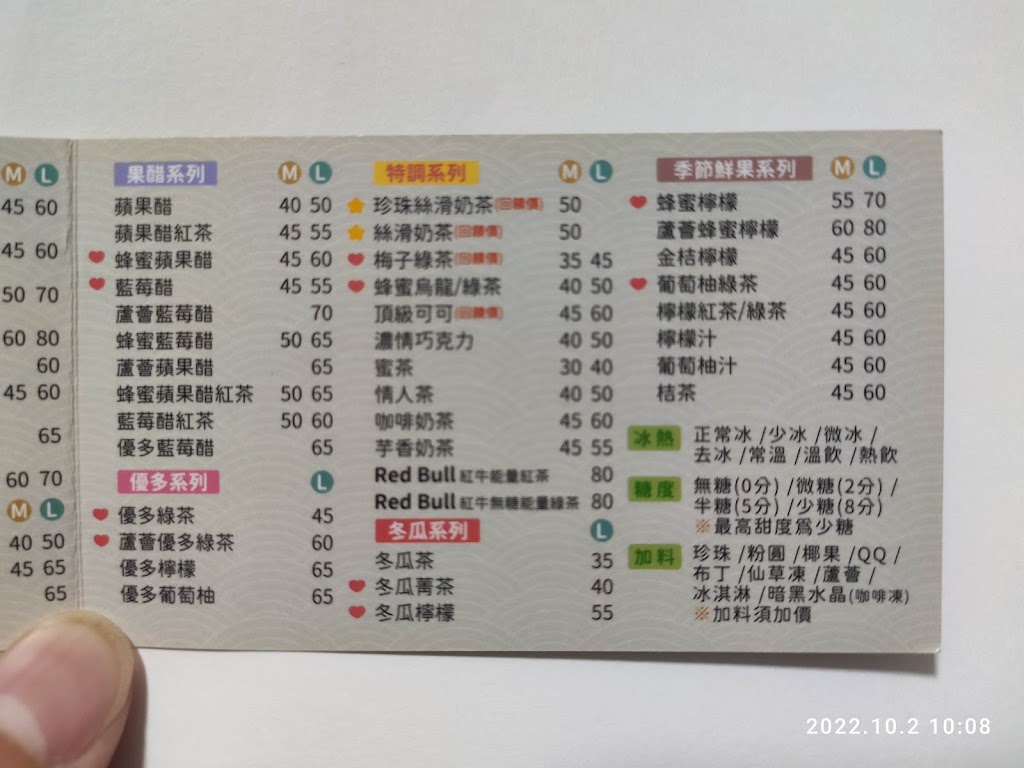 M L
45 60
45 60
50 70
60 80
60
45 60
65
60 70
M L
40 50
45 65
65
果醋系列 M L
蘋果醋 40 50
蘋果醋紅茶 45 55
蜂蜜蘋果醋 45 60
藍莓醋 45 55
蘆薈藍莓醋 70
蜂蜜藍莓醋 50 65
蘆薈蘋果醋 65
蜂蜜蘋果醋紅茶 50 65
藍莓醋紅茶 50 60
優多藍莓醋 65
優多系列 L
優多綠茶 45
蘆薈優多綠茶 60
優多檸檬 65
優多葡萄柚 65
特調系列 M L
珍珠絲滑奶茶(回饋價) 50
絲滑奶茶(回饋價) 50
梅子綠茶(回饋價) 35 45
蜂蜜烏龍/綠茶 40 50
頂級可可(回饋價) 45 60
濃情巧克力 40 50
蜜茶 30 40
情人茶 40 50
咖啡奶茶 45 60
芋香奶茶 45 55
Red Bull 紅牛能量紅茶 80
Red Bull 紅牛無糖能量綠茶 80
冬瓜系列 L
冬瓜茶 35
冬瓜菁茶 40
冬瓜檸檬 55
季節鮮果系列 M L
蜂蜜檸檬 55 70
蘆薈蜂蜜檸檬 60 80
金桔檸檬 45 60
葡萄柚綠茶 45 60
檸檬紅茶/綠茶 45 60
檸檬汁 45 60
葡萄柚汁 45 60
桔茶 45 60
冰熱 正常冰 /少冰 /微冰 /
去冰 /常溫 /溫飲 /熱飲
糖度 無糖(0分) /微糖(2分) /
半糖(5分) /少糖(8分)
※最高甜度為少糖
加料 珍珠 /粉圓 /椰果 /QQ /
布丁 /仙草凍 /蘆薈 /
冰淇淋 /暗黑水晶(咖啡凍)
※加料須加價
2022.10.2 10:08